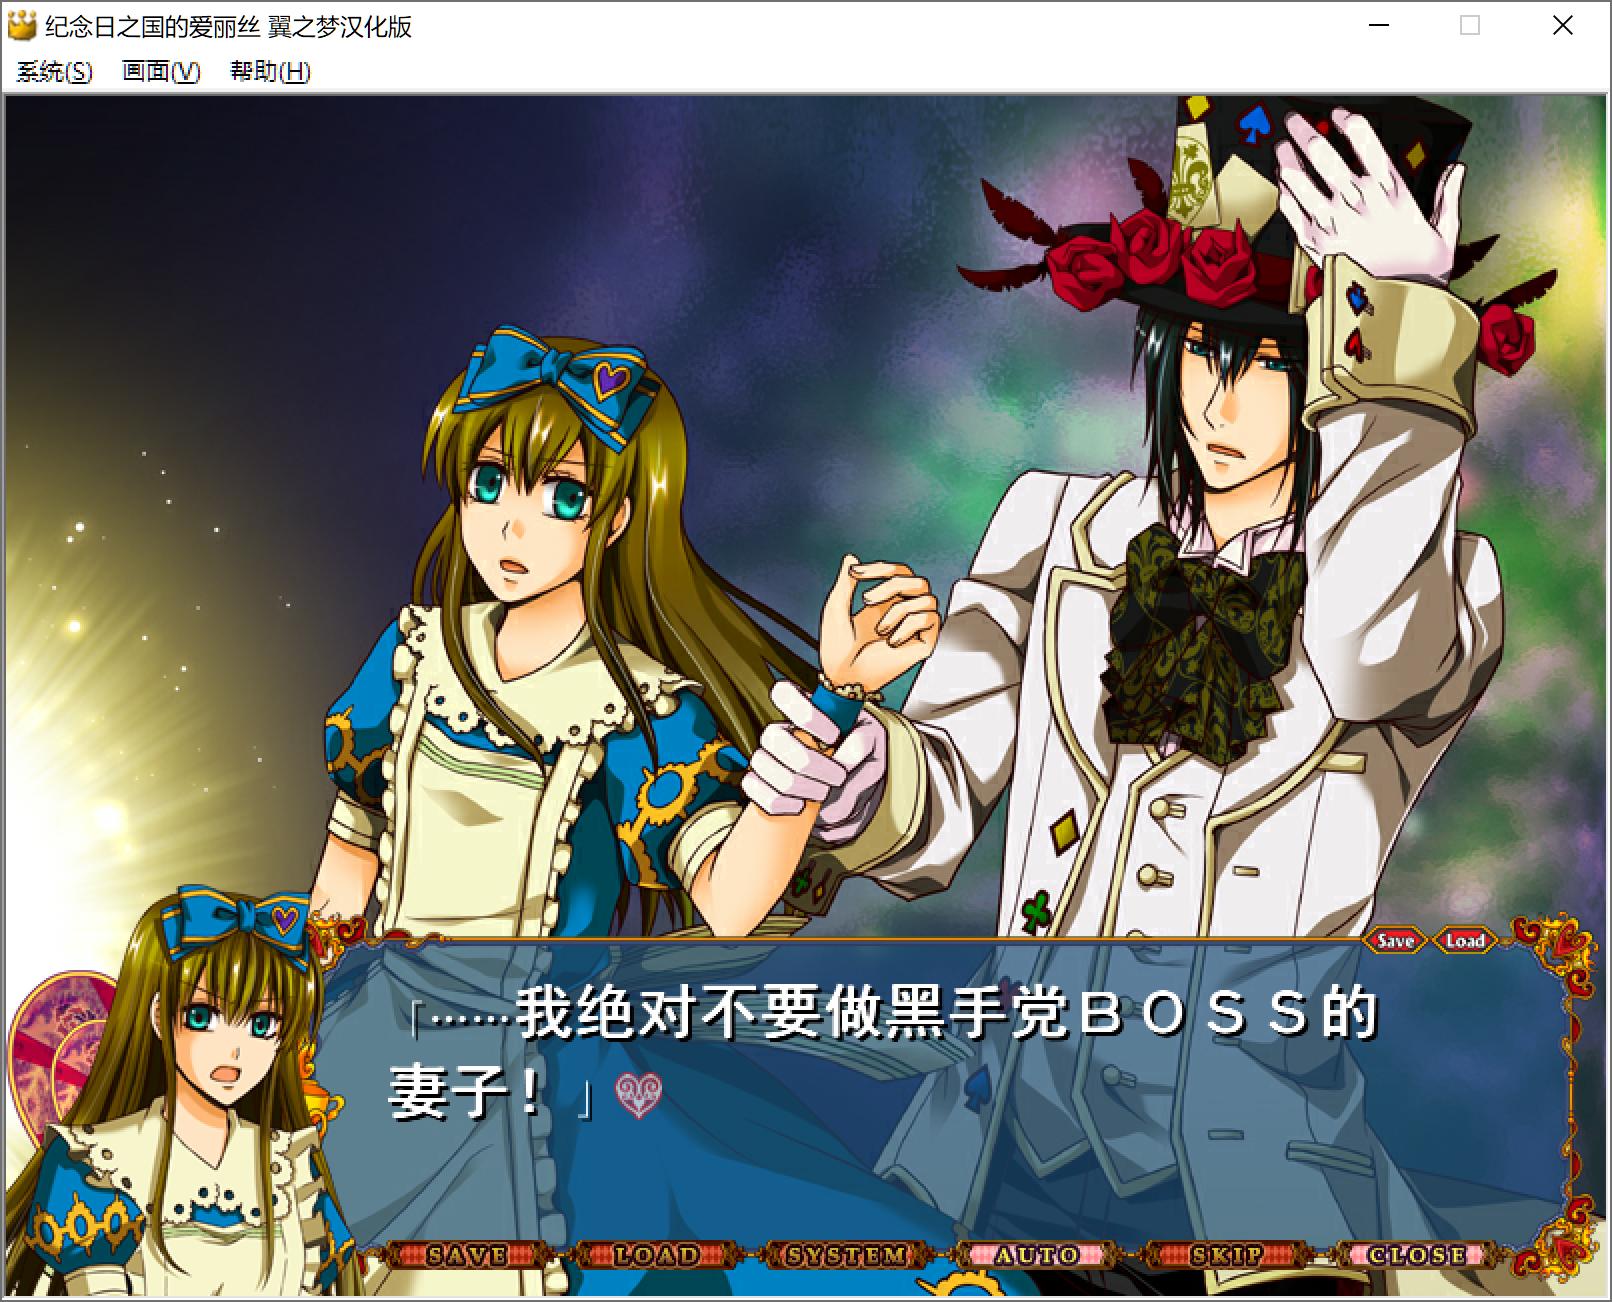 纪念日之国的爱丽丝 翼之梦汉化版
系统(S) 画面(V) 帮助(H)
Save Load
「……我绝对不要做黑手党ＢＯＳＳ的
妻子！」
SAVE LOAD SYSTEM AUTO SKIP CLOSE